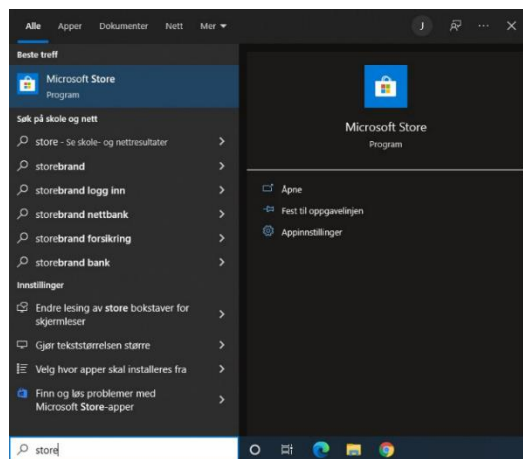 Alle Apper Dokumenter Nett Mer
J
Beste treff
Microsoft Store
Program
Søk på skole og nett
store - Se skole- og nettresultater
storebrand
storebrand logg inn
storebrand nettbank
storebrand forsikring
storebrand bank
Innstillinger
Endre lesing av store bokstaver for
skjermleser
Gjør tekststørrelsen større
Velg hvor apper skal installeres fra
Finn og løs problemer med
Microsoft Store-apper
Microsoft Store
Program
Åpne
Fest til oppgavelinjen
Appinnstillinger
store